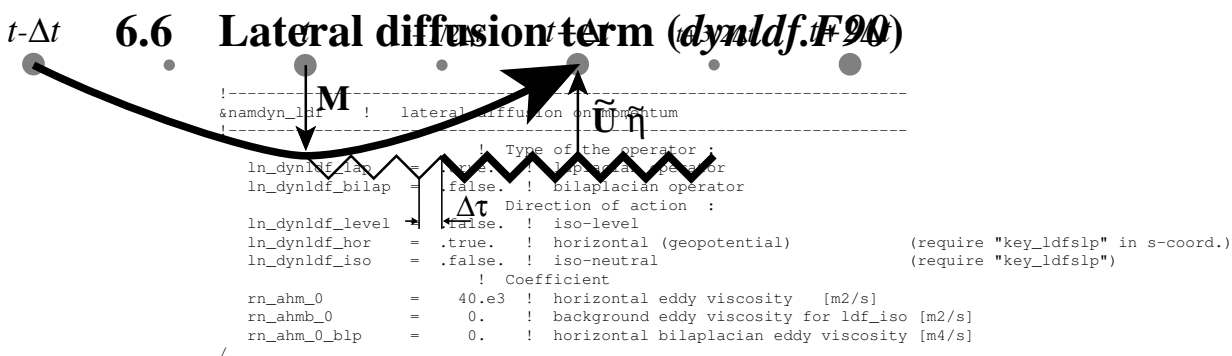 6.6 Lateral diffusion term (dynldf.F90)
t-Δt t t+Δt
!-----------------------------------------------------------------------
&namdyn_ldf ! lateral diffusion on momentum
!-----------------------------------------------------------------------
M
Ũ η̃
! Type of the operator :
ln_dynldf_lap = .true. ! laplacian operator
ln_dynldf_bilap = .false. ! bilaplacian operator
Δτ
! Direction of action :
ln_dynldf_level = .false. ! iso-level
ln_dynldf_hor = .true. ! horizontal (geopotential) (require "key_ldfslp" in s-coord.)
ln_dynldf_iso = .false. ! iso-neutral (require "key_ldfslp")
! Coefficient
rn_ahm_0 = 40.e3 ! horizontal eddy viscosity [m2/s]
rn_ahmb_0 = 0. ! background eddy viscosity for ldf_iso [m2/s]
rn_ahm_0_blp = 0. ! horizontal bilaplacian eddy viscosity [m4/s]
/